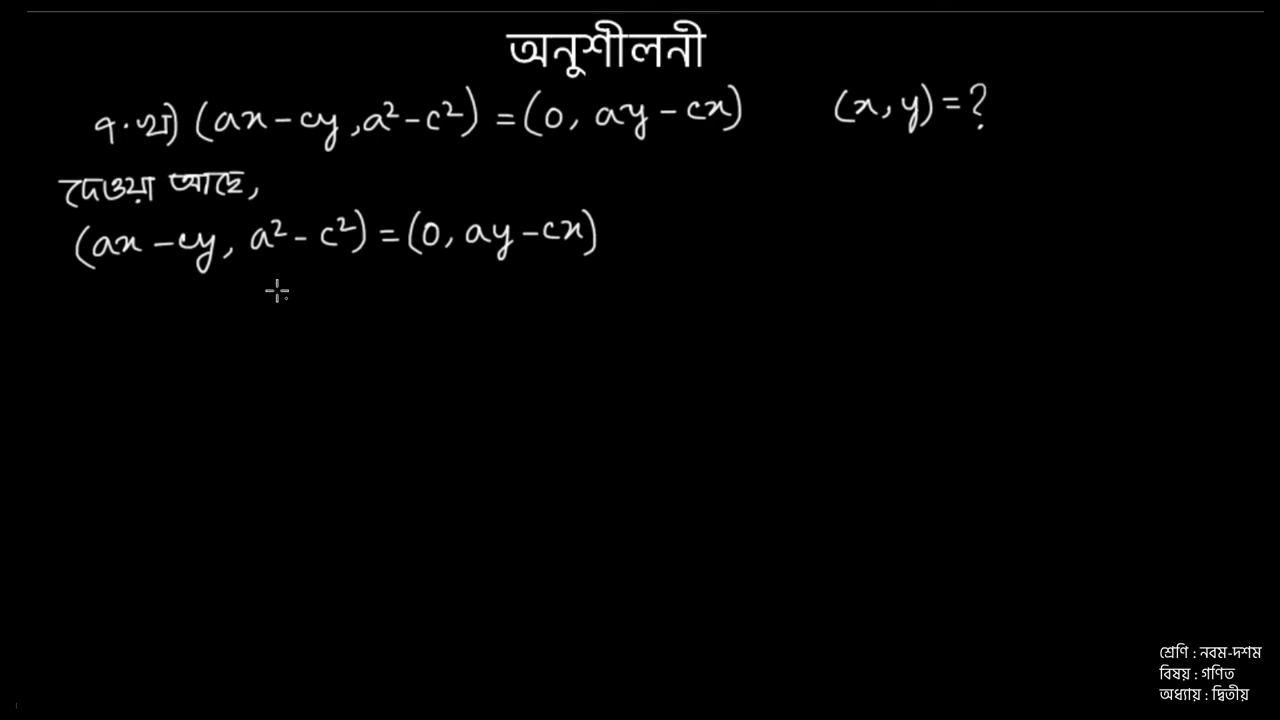 অনুশীলনী
৭.খ) (ax-cy, a²-c²) = (0, ay-cx) (x, y) = ?
দেওয়া আছে,
(ax-cy, a²-c²) = (0, ay-cx)
শ্রেণি : নবম-দশম
বিষয় : গণিত
অধ্যায় : দ্বিতীয়